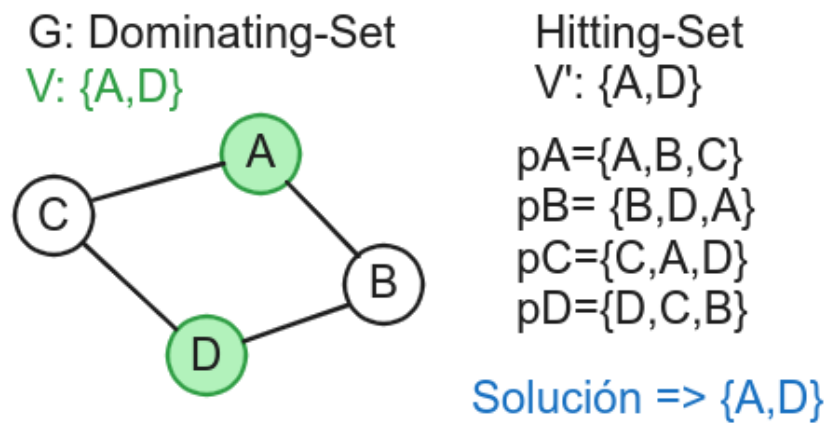 G: Dominating-Set
V: {A,D}
A
C
B
D
Hitting-Set
V': {A,D}
pA={A,B,C}
pB= {B,D,A}
pC={C,A,D}
pD={D,C,B}
Solución => {A,D}